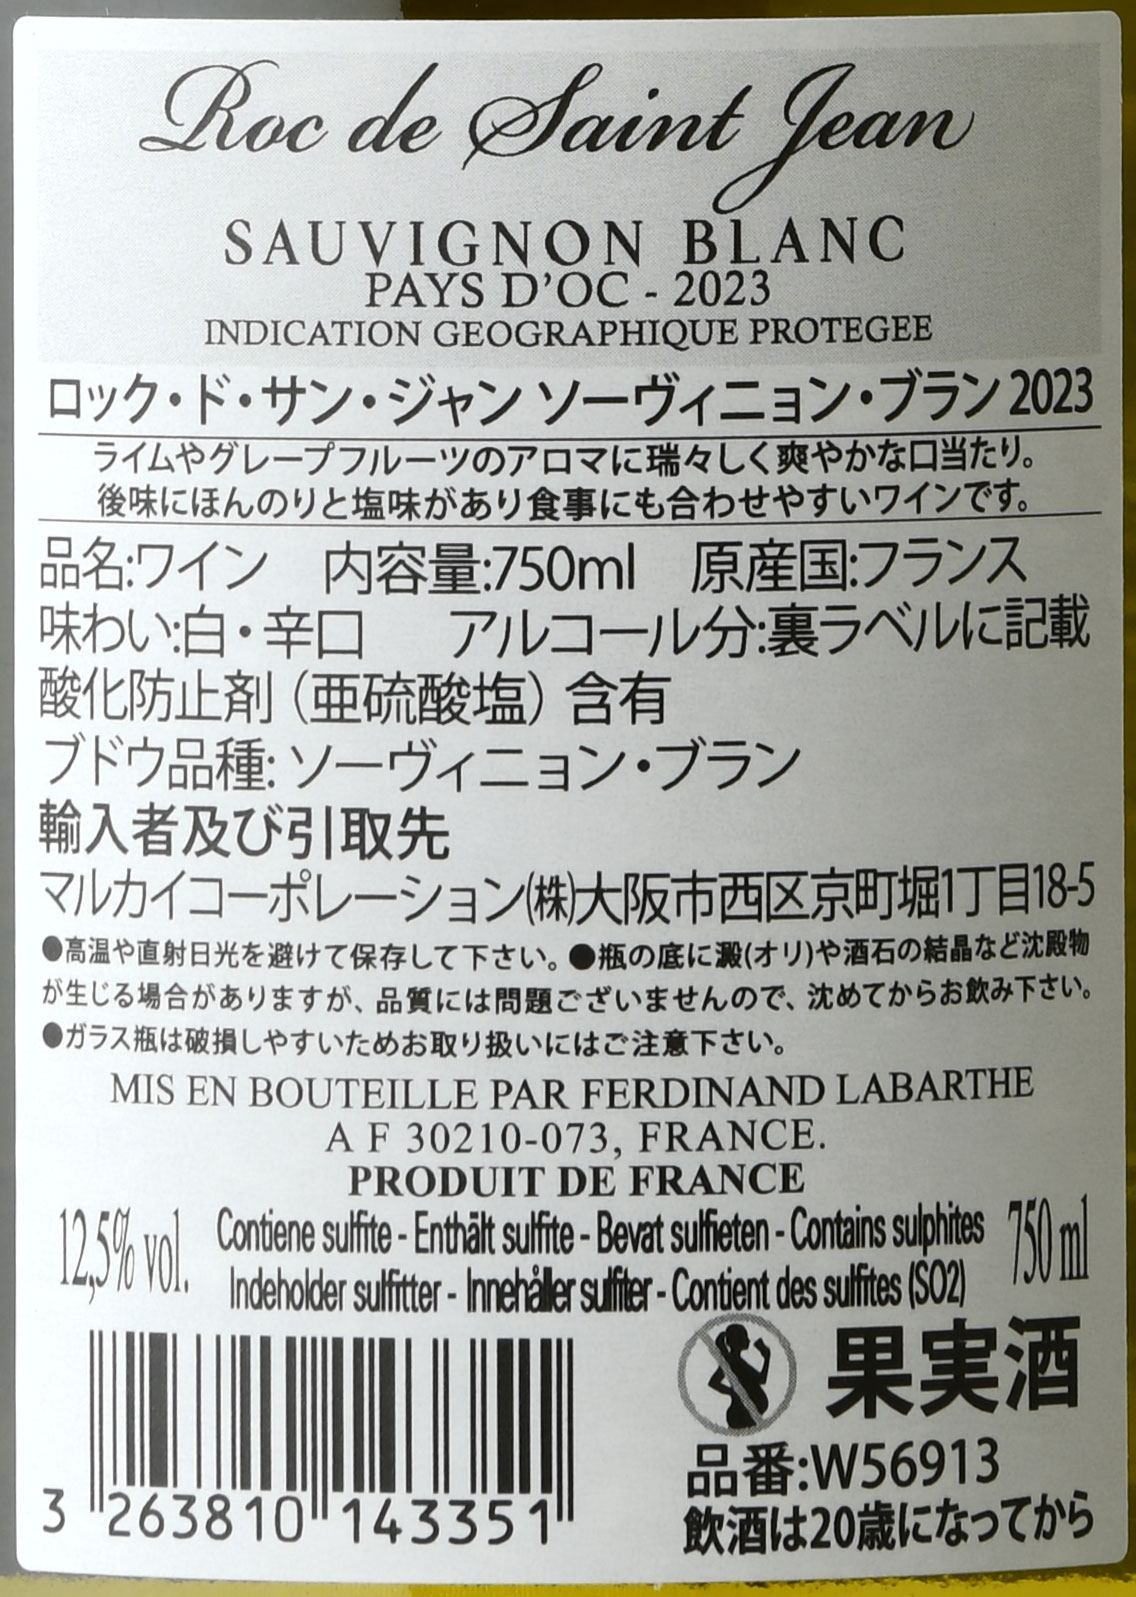 Roc de Saint Jean
SAUVIGNON BLANC
PAYS D'OC - 2023
INDICATION GEOGRAPHIQUE PROTEGEE
ロック・ド・サン・ジャン ソーヴィニョン・ブラン 2023
ライムやグレープフルーツのアロマに瑞々しく爽やかな口当たり。
後味にほんのりと塩味があり食事にも合わせやすいワインです。
品名:ワイン 内容量:750ml 原産国:フランス
味わい:白・辛口 アルコール分:裏ラベルに記載
酸化防止剤（亜硫酸塩）含有
ブドウ品種: ソーヴィニョン・ブラン
輸入者及び引取先
マルカイコーポレーション(株)大阪市西区京町堀1丁目18-5
●高温や直射日光を避けて保存して下さい。●瓶の底に澱(オリ)や酒石の結晶など沈殿物
が生じる場合がありますが、品質には問題ございませんので、沈めてからお飲み下さい。
●ガラス瓶は破損しやすいためお取り扱いにはご注意下さい。
MIS EN BOUTEILLE PAR FERDINAND LABARTHE
A F 30210-073, FRANCE.
PRODUIT DE FRANCE
12,5% vol. Contiene sulfite - Enthält sulfite - Bevat sulfieten - Contains sulphites 750 ml
Indeholder sulfitter - Innehåller sulfiter - Contient des sulfites (SO2)
果実酒
品番:W56913
飲酒は20歳になってから
3 263810 143351